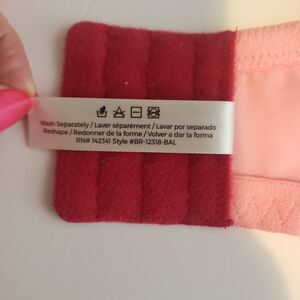 Wash Separately / Laver séparément / Lavar por separado
Reshape / Redonner de la forme / Volver a dar la forma
RN# 142341 Style #BR-12318-BAL